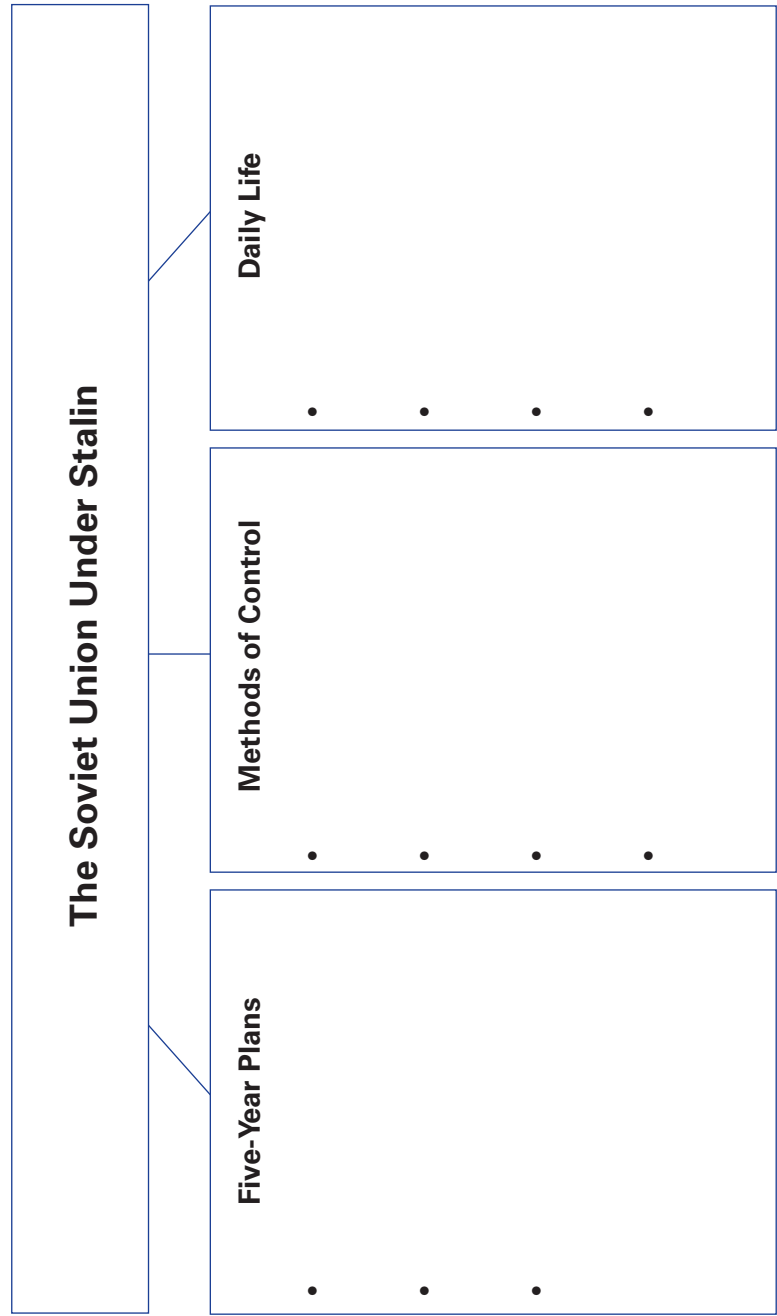 The Soviet Union Under Stalin
Five-Year Plans
•
•
•
Methods of Control
•
•
•
•
Daily Life
•
•
•
•